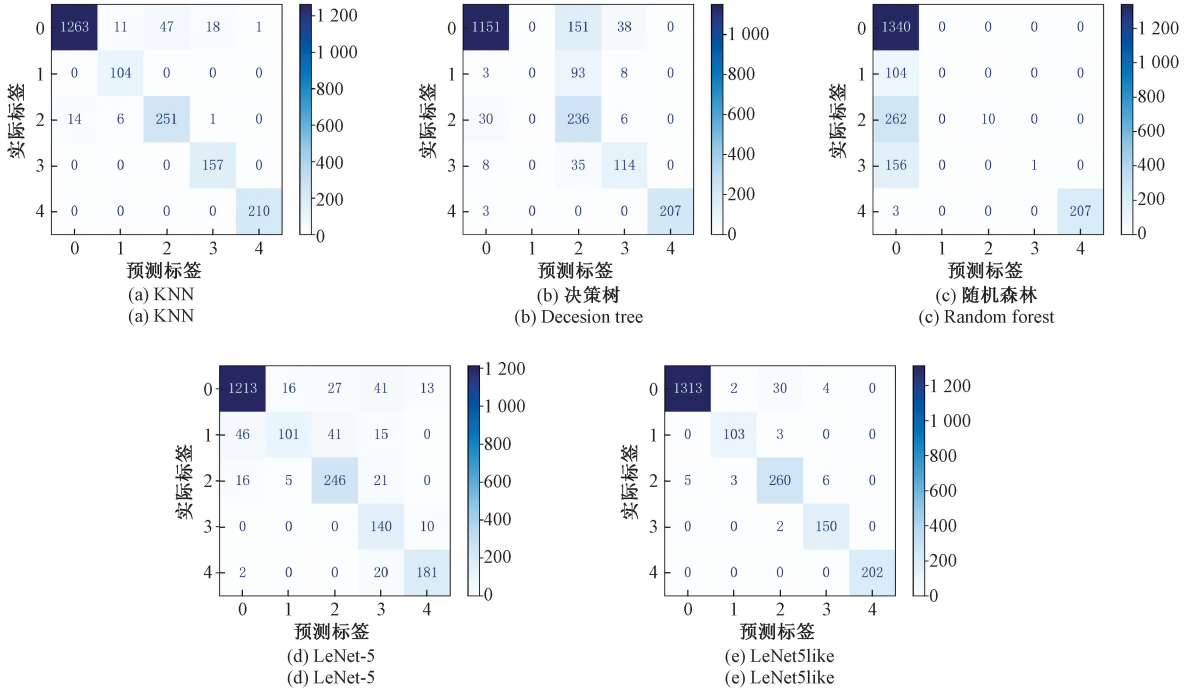 0 1263 11 47 18 1
1 0 104 0 0 0
2 14 6 251 1 0
3 0 0 0 157 0
4 0 0 0 0 210
0 1 2 3 4
实际标签
预测标签
1 200
1 000
800
600
400
200
0
(a) KNN
(a) KNN
0 1151 0 151 38 0
1 3 0 93 8 0
2 30 0 236 6 0
3 8 0 35 114 0
4 3 0 0 0 207
0 1 2 3 4
实际标签
预测标签
1 000
800
600
400
200
0
(b) 决策树
(b) Decesion tree
0 1340 0 0 0 0
1 104 0 0 0 0
2 262 0 10 0 0
3 156 0 0 1 0
4 3 0 0 0 207
0 1 2 3 4
实际标签
预测标签
1 200
1 000
800
600
400
200
0
(c) 随机森林
(c) Random forest
0 1213 16 27 41 13
1 46 101 41 15 0
2 16 5 246 21 0
3 0 0 0 140 10
4 2 0 0 20 181
0 1 2 3 4
实际标签
预测标签
1 200
1 000
800
600
400
200
0
(d) LeNet-5
(d) LeNet-5
0 1313 2 30 4 0
1 0 103 3 0 0
2 5 3 260 6 0
3 0 0 2 150 0
4 0 0 0 0 202
0 1 2 3 4
实际标签
预测标签
1 200
1 000
800
600
400
200
0
(e) LeNet5like
(e) LeNet5like